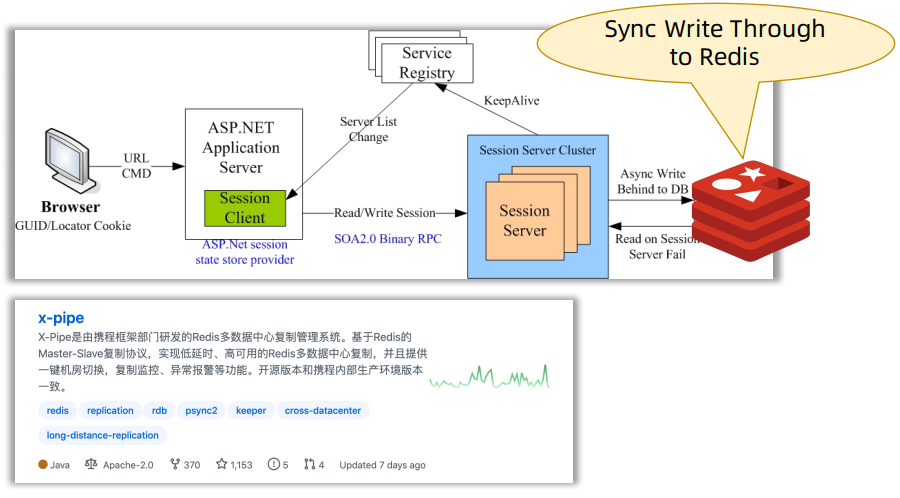 Sync Write Through
to Redis
Service
Registry
KeepAlive
Server List
Change
ASP.NET
Application
Server
Session
Client
URL
CMD
Browser
GUID/Locator Cookie
ASP.Net session
state store provider
Read/Write Session
SOA2.0 Binary RPC
Session Server Cluster
Session
Server
Async Write
Behind to DB
Read on Session
Server Fail
x-pipe
X-Pipe是由携程框架部门研发的Redis多数据中心复制管理系统。基于Redis的
Master-Slave复制协议，实现低延时、高可用的Redis多数据中心复制，并且提供
一键机房切换，复制监控、异常报警等功能。开源版本和携程内部生产环境版本
一致。
redis replication rdb psync2 keeper cross-datacenter
long-distance-replication
Java Apache-2.0 370 1,153 5 4 Updated 7 days ago